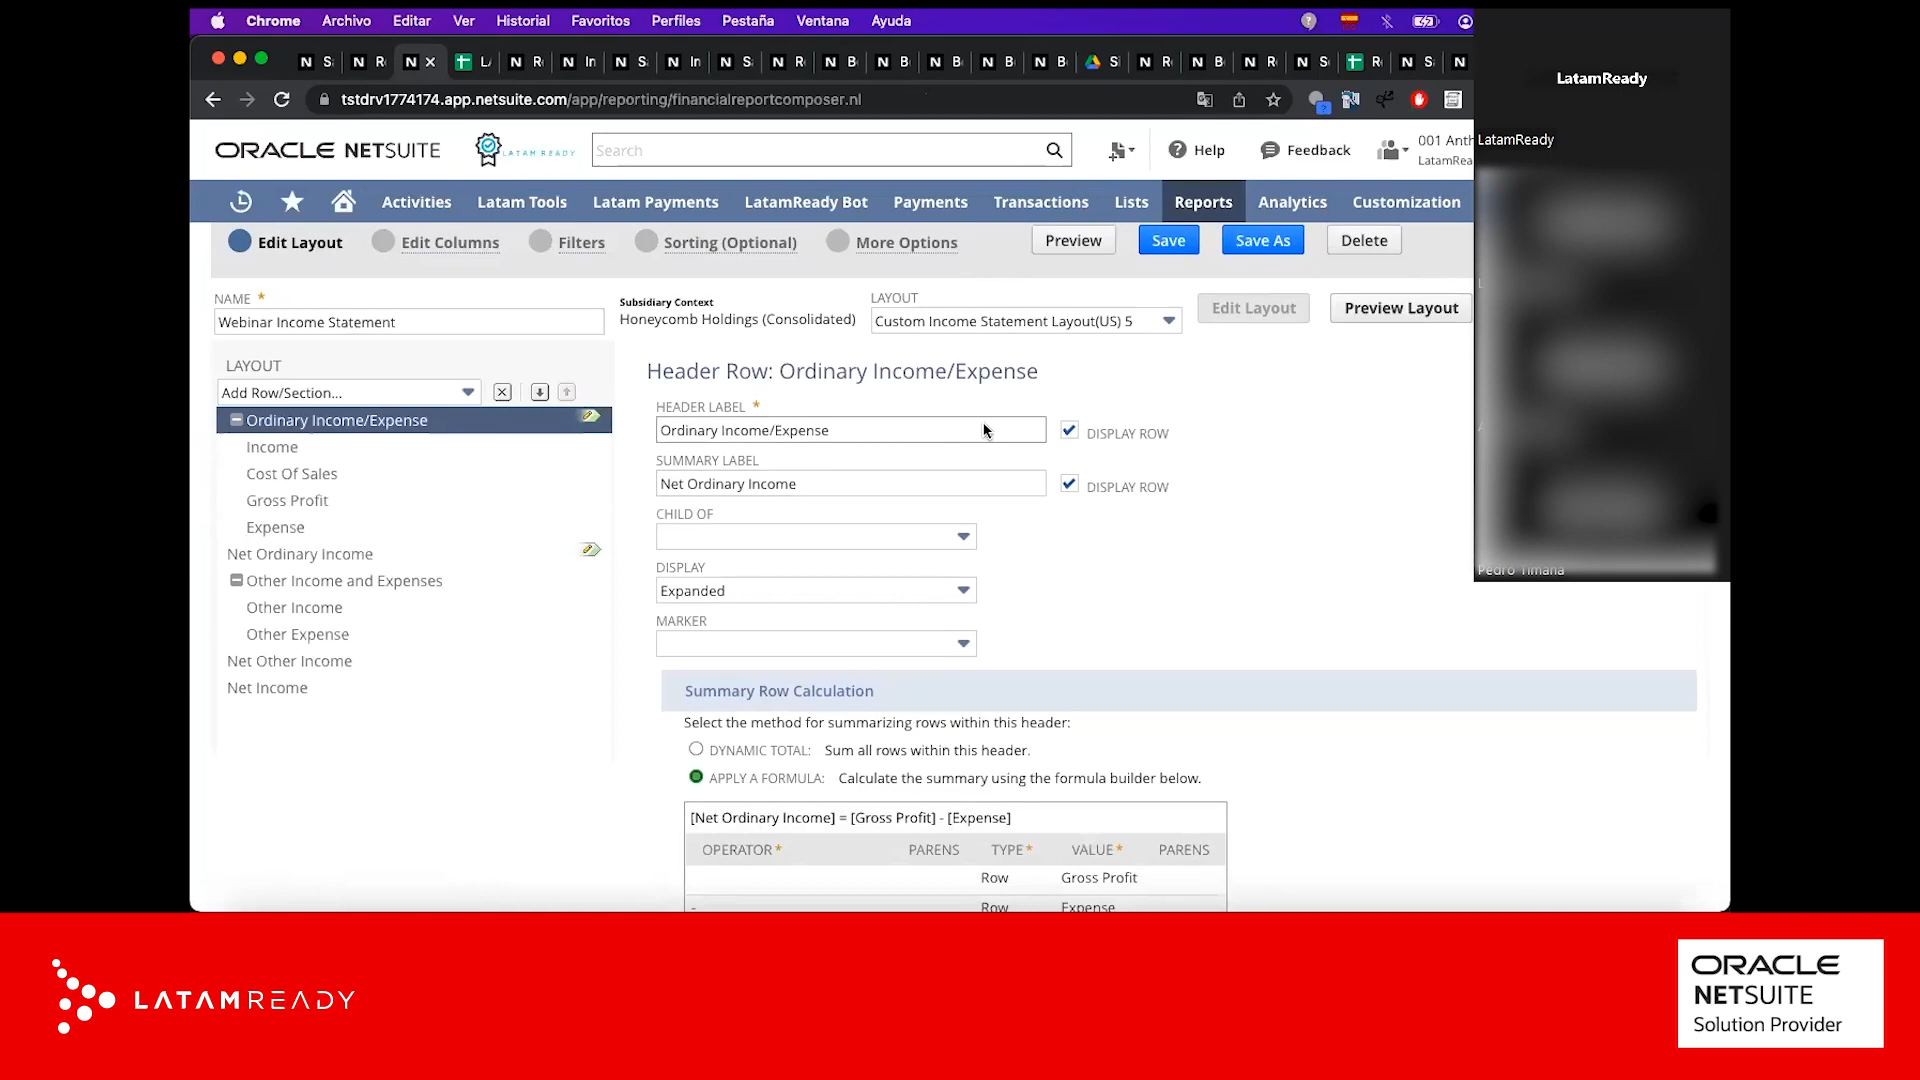 Chrome Archivo Editar Ver Historial Favoritos Perfiles Pestaña Ventana Ayuda
tstdrv1774174.app.netsuite.com/app/reporting/financialreportcomposer.nl
LatamReady
LatamReady
ORACLE NETSUITE
LATAM READY
Search
Help
Feedback
001 Anth
LatamRea
Activities Latam Tools Latam Payments LatamReady Bot Payments Transactions Lists Reports Analytics Customization
Edit Layout Edit Columns Filters Sorting (Optional) More Options Preview Save Save As Delete
NAME *
Webinar Income Statement
Subsidiary Context
Honeycomb Holdings (Consolidated)
LAYOUT
Custom Income Statement Layout(US) 5
Edit Layout
Preview Layout
LAYOUT
Add Row/Section...
Ordinary Income/Expense
Income
Cost Of Sales
Gross Profit
Expense
Net Ordinary Income
Other Income and Expenses
Other Income
Other Expense
Net Other Income
Net Income
Header Row: Ordinary Income/Expense
HEADER LABEL *
Ordinary Income/Expense
DISPLAY ROW
SUMMARY LABEL
Net Ordinary Income
DISPLAY ROW
CHILD OF
DISPLAY
Expanded
MARKER
Summary Row Calculation
Select the method for summarizing rows within this header:
DYNAMIC TOTAL: Sum all rows within this header.
APPLY A FORMULA: Calculate the summary using the formula builder below.
[Net Ordinary Income] = [Gross Profit] - [Expense]
OPERATOR * PARENS TYPE * VALUE * PARENS
Row Gross Profit
- Row Expense
Pedro Timana
LATAMREADY
ORACLE
NETSUITE
Solution Provider